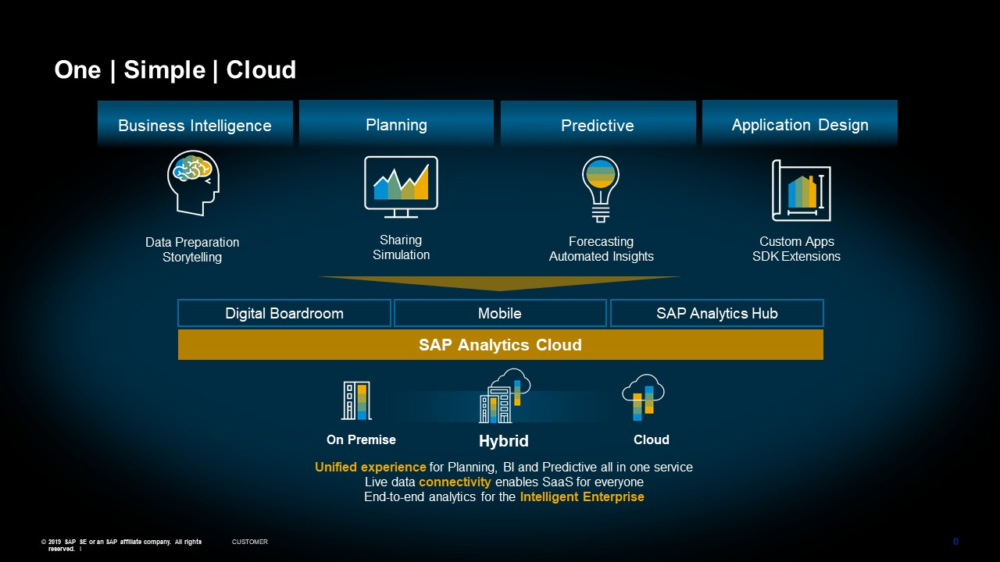 One | Simple | Cloud
Business Intelligence
Planning
Predictive
Application Design
Data Preparation
Storytelling
Sharing
Simulation
Forecasting
Automated Insights
Custom Apps
SDK Extensions
Digital Boardroom
Mobile
SAP Analytics Hub
SAP Analytics Cloud
On Premise
Hybrid
Cloud
Unified experience for Planning, BI and Predictive all in one service
Live data connectivity enables SaaS for everyone
End-to-end analytics for the Intelligent Enterprise
© 2019 SAP SE or an SAP affiliate company. All rights
reserved. |
CUSTOMER
0